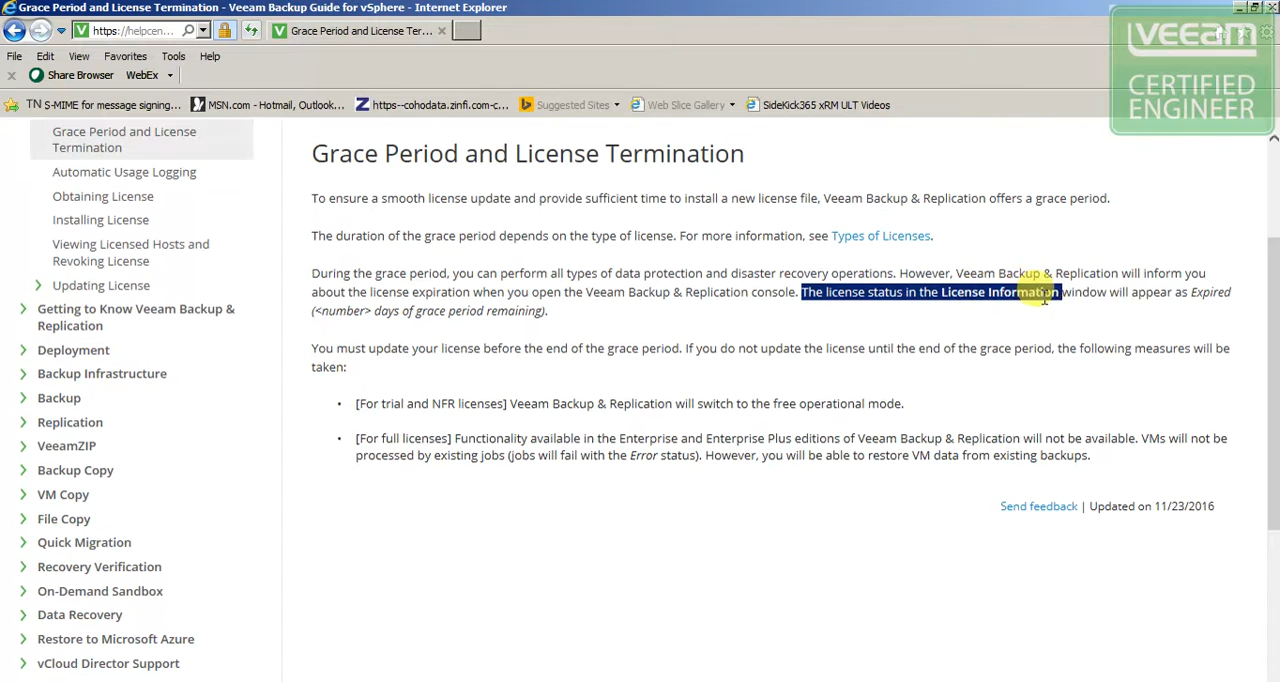 Grace Period and License Termination - Veeam Backup Guide for vSphere - Internet Explorer
https://helpcen...
Grace Period and License Ter...
File Edit View Favorites Tools Help
Share Browser WebEx
TN S-MIME for message signing... MSN.com - Hotmail, Outlook... https--cohodata.zinfi.com-c... Suggested Sites Web Slice Gallery SideKick365 xRM ULT Veudos
veeAM
CERTIFIED
ENGINEER
Grace Period and License
Termination
Automatic Usage Logging
Obtaining License
Installing License
Viewing Licensed Hosts and
Revoking License
Updating License
Getting to Know Veeam Backup &
Replication
Deployment
Backup Infrastructure
Backup
Replication
VeeamZIP
Backup Copy
VM Copy
File Copy
Quick Migration
Recovery Verification
On-Demand Sandbox
Data Recovery
Restore to Microsoft Azure
vCloud Director Support
Grace Period and License Termination
To ensure a smooth license update and provide sufficient time to install a new license file, Veeam Backup & Replication offers a grace period.
The duration of the grace period depends on the type of license. For more information, see Types of Licenses.
During the grace period, you can perform all types of data protection and disaster recovery operations. However, Veeam Backup & Replication will inform you
about the license expiration when you open the Veeam Backup & Replication console. The license status in the License Information window will appear as Expired
(<number> days of grace period remaining).
You must update your license before the end of the grace period. If you do not update the license until the end of the grace period, the following measures will be
taken:
• [For trial and NFR licenses] Veeam Backup & Replication will switch to the free operational mode.
• [For full licenses] Functionality available in the Enterprise and Enterprise Plus editions of Veeam Backup & Replication will not be available. VMs will not be
processed by existing jobs (jobs will fail with the Error status). However, you will be able to restore VM data from existing backups.
Send feedback | Updated on 11/23/2016